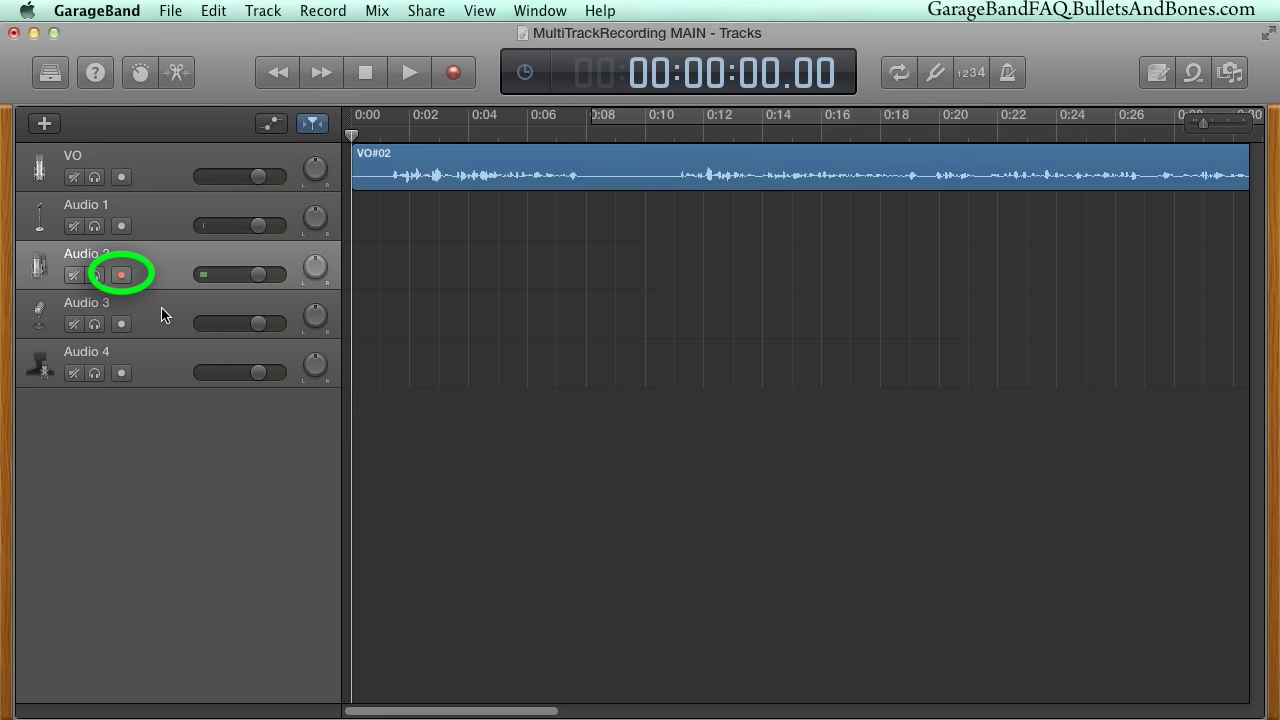 GarageBand File Edit Track Record Mix Share View Window Help GarageBandFAQ.BulletsAndBones.com
MultiTrackRecording MAIN - Tracks
00:00:00.00
1234
0:00 0:02 0:04 0:06 0:08 0:10 0:12 0:14 0:16 0:18 0:20 0:22 0:24 0:26
VO
VO#02
L R
Audio 1
L R
Audio 2
L R
Audio 3
L R
Audio 4
L R